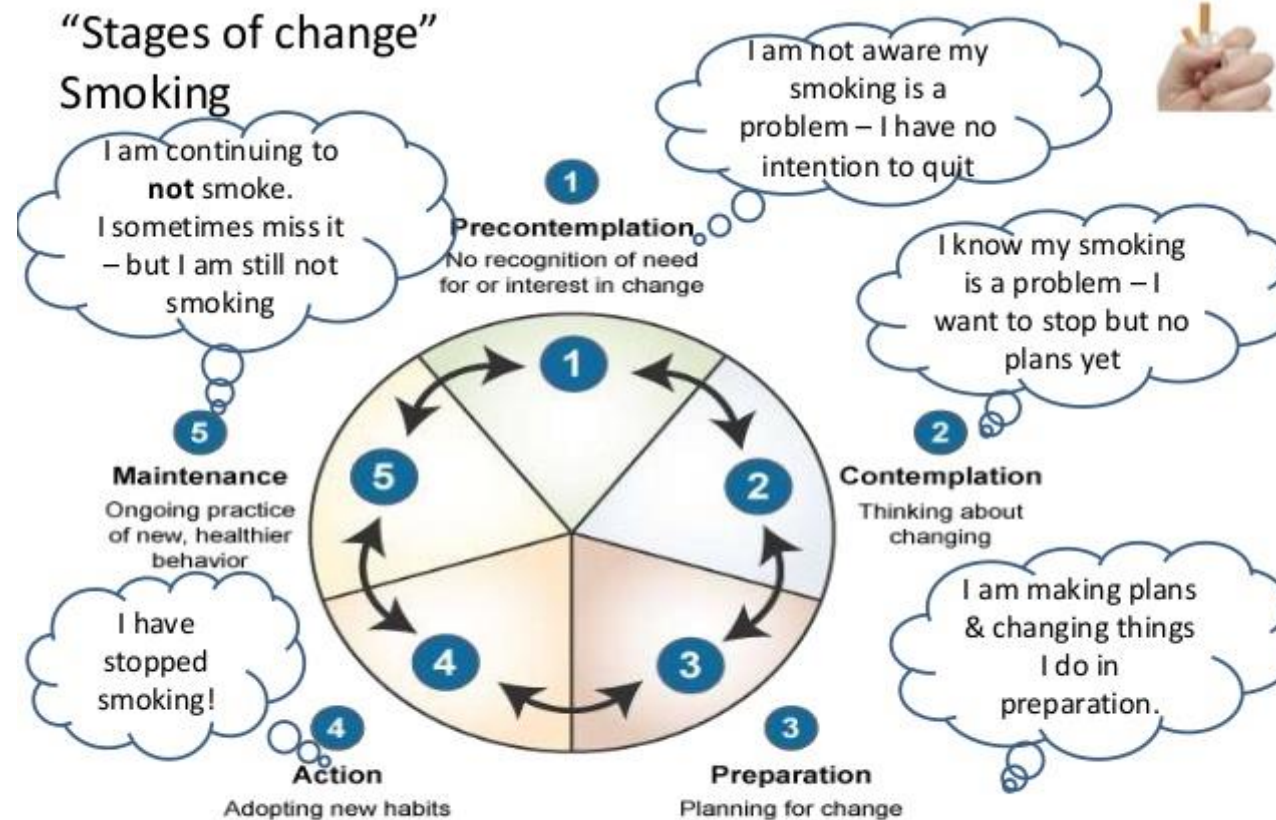 “Stages of change”
Smoking
I am not aware my
smoking is a
problem – I have no
intention to quit
I am continuing to
not smoke.
I sometimes miss it
– but I am still not
smoking
1
Precontemplation
No recognition of need
for or interest in change
I know my smoking
is a problem – I
want to stop but no
plans yet
1
2
3
4
5
5
Maintenance
Ongoing practice
of new, healthier
behavior
2
Contemplation
Thinking about
changing
I am making plans
& changing things
I do in
preparation.
I have
stopped
smoking!
4
Action
Adopting new habits
3
Preparation
Planning for change